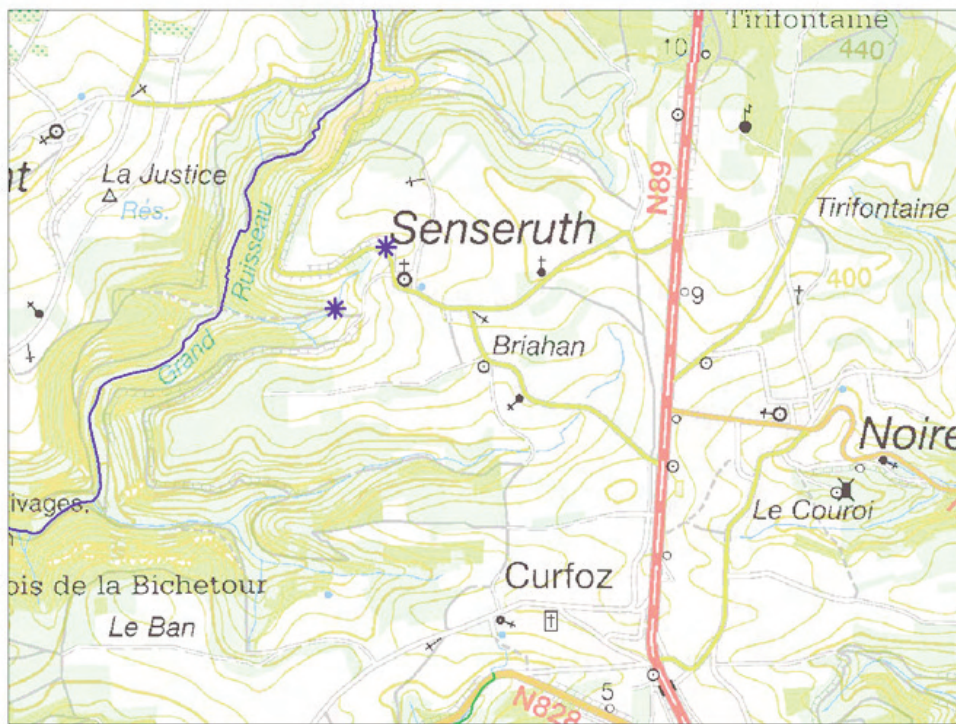 Tirifontaine
10
440
N89
La Justice
Rés.
Senseruth
Tirifontaine
Ruisseau
400
9
Grand
Briahan
Noire
ivages.
Le Couroi
ois de la Bichetour
Curfoz
Le Ban
N828
5